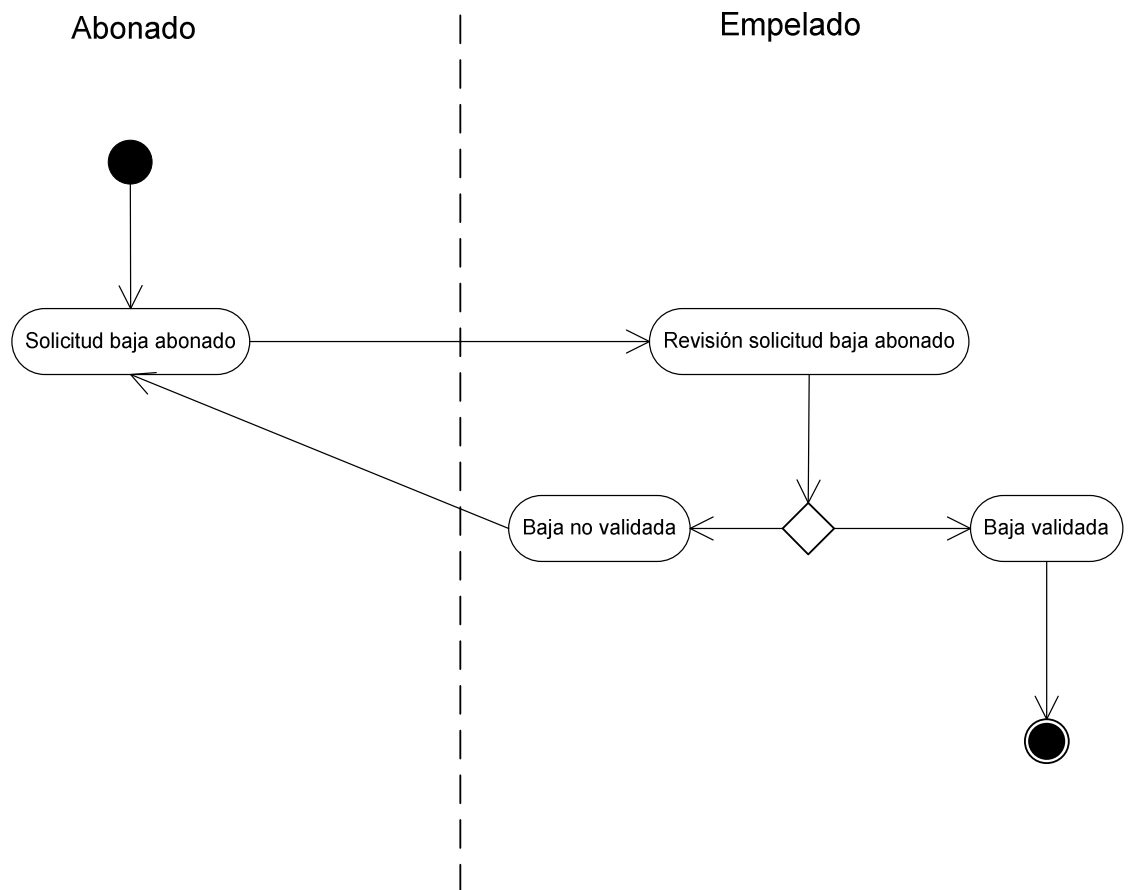 Abonado
Empelado
Solicitud baja abonado
Revisión solicitud baja abonado
Baja no validada
Baja validada